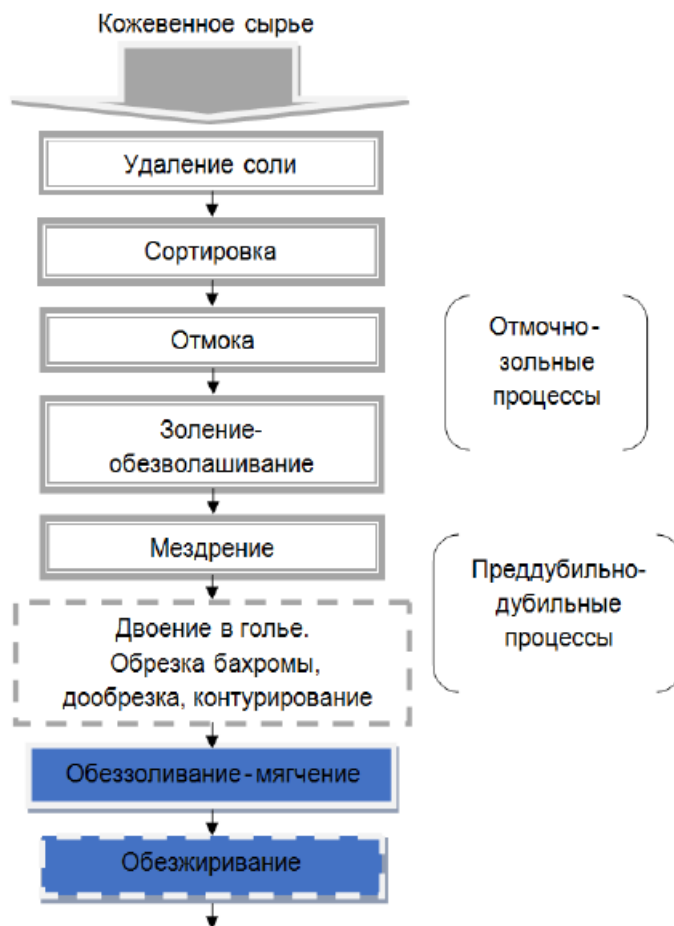 Кожевенное сырье
Удаление соли
Сортировка
Отмока
Отмочно-
зольные
процессы
Золение-
обезволашивание
Мездрение
Преддубильно-
дубильные
процессы
Двоение в голье.
Обрезка бахромы,
дообрезка, контурирование
Обеззоливание-мягчение
Обезжиривание